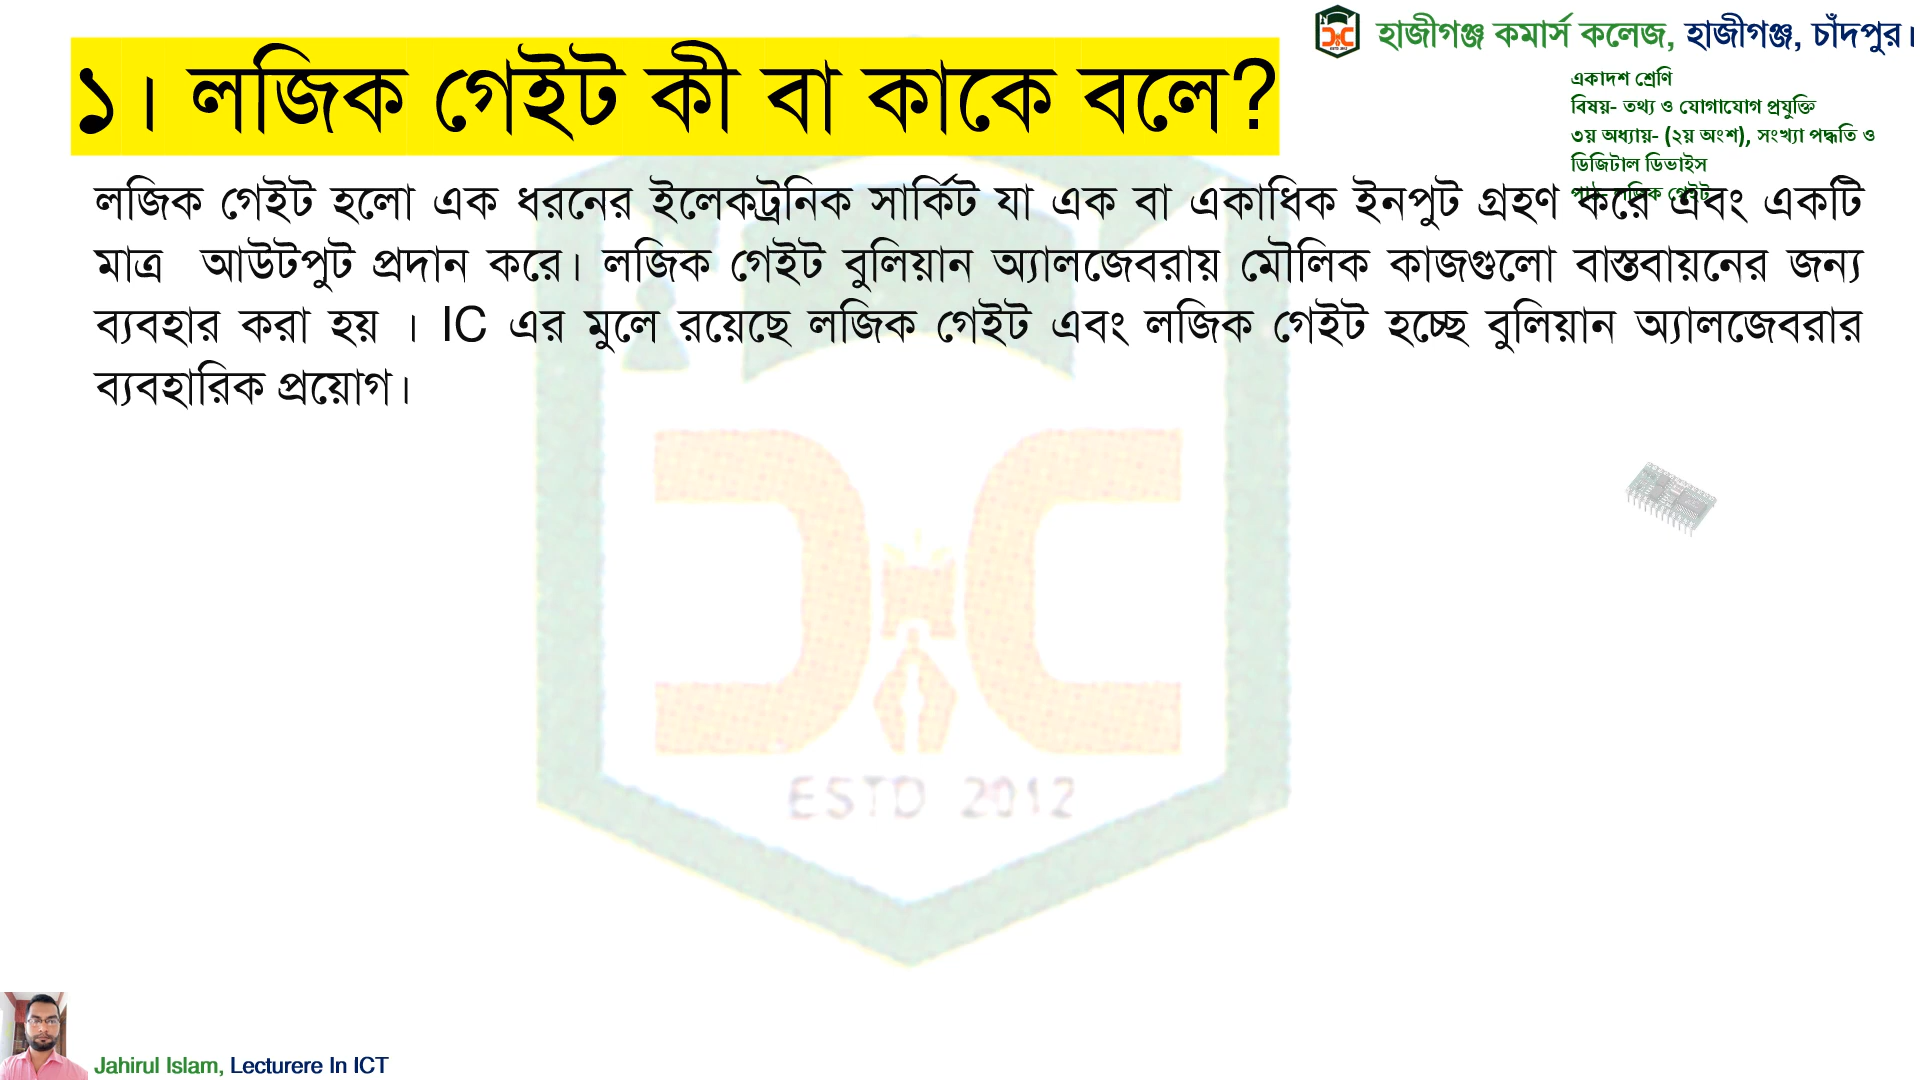 হাজীগঞ্জ কমার্স কলেজ, হাজীগঞ্জ, চাঁদপুর।
একাদশ শ্রেণি
বিষয়- তথ্য ও যোগাযোগ প্রযুক্তি
৩য় অধ্যায়- (২য় অংশ), সংখ্যা পদ্ধতি ও
ডিজিটাল ডিভাইস
পাঠ- লজিক গেইট
১। লজিক গেইট কী বা কাকে বলে?
লজিক গেইট হলো এক ধরনের ইলেকট্রনিক সার্কিট যা এক বা একাধিক ইনপুট গ্রহণ করে এবং একটি
মাত্র আউটপুট প্রদান করে। লজিক গেইট বুলিয়ান অ্যালজেবরায় মৌলিক কাজগুলো বাস্তবায়নের জন্য
ব্যবহার করা হয় । IC এর মুলে রয়েছে লজিক গেইট এবং লজিক গেইট হচ্ছে বুলিয়ান অ্যালজেবরার
ব্যবহারিক প্রয়োগ।
ESTD 2012
Jahirul Islam, Lecturere In ICT